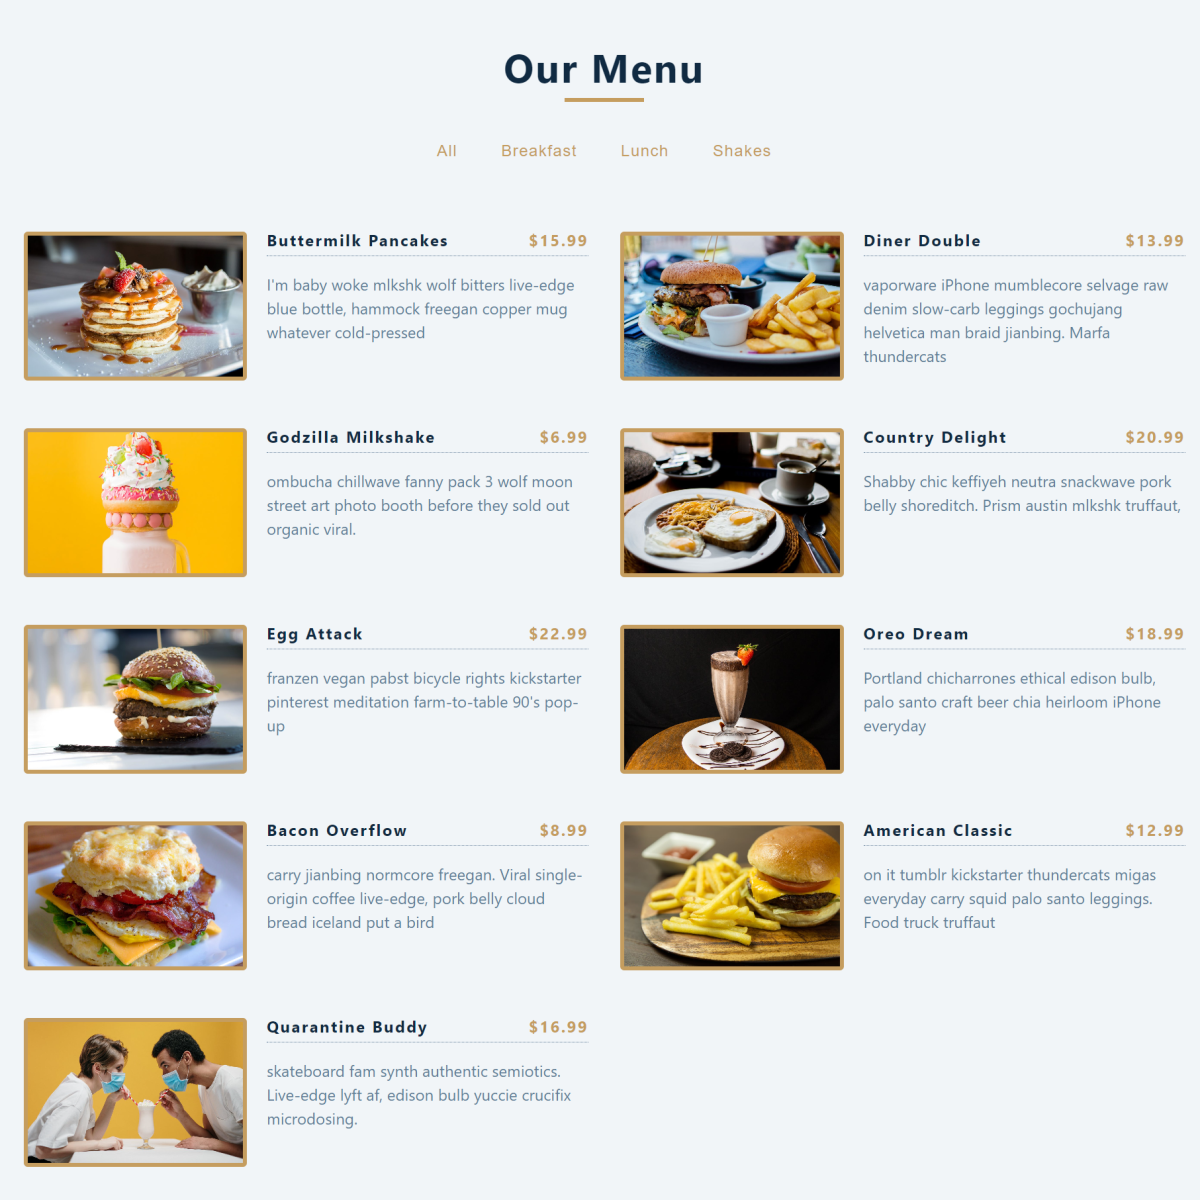 Our Menu
All Breakfast Lunch Shakes
Buttermilk Pancakes $15.99
I'm baby woke mlkshk wolf bitters live-edge
blue bottle, hammock freegan copper mug
whatever cold-pressed
Diner Double $13.99
vaporware iPhone mumblecore selvage raw
denim slow-carb leggings gochujang
helvetica man braid jianbing. Marfa
thundercats
Godzilla Milkshake $6.99
ombucha chillwave fanny pack 3 wolf moon
street art photo booth before they sold out
organic viral.
Country Delight $20.99
Shabby chic keffiyeh neutra snackwave pork
belly shoreditch. Prism austin mlkshk truffaut,
Egg Attack $22.99
franzen vegan pabst bicycle rights kickstarter
pinterest meditation farm-to-table 90's pop-
up
Oreo Dream $18.99
Portland chicharrones ethical edison bulb,
palo santo craft beer chia heirloom iPhone
everyday
Bacon Overflow $8.99
carry jianbing normcore freegan. Viral single-
origin coffee live-edge, pork belly cloud
bread iceland put a bird
American Classic $12.99
on it tumblr kickstarter thundercats migas
everyday carry squid palo santo leggings.
Food truck truffaut
Quarantine Buddy $16.99
skateboard fam synth authentic semiotics.
Live-edge lyft af, edison bulb yuccie crucifix
microdosing.